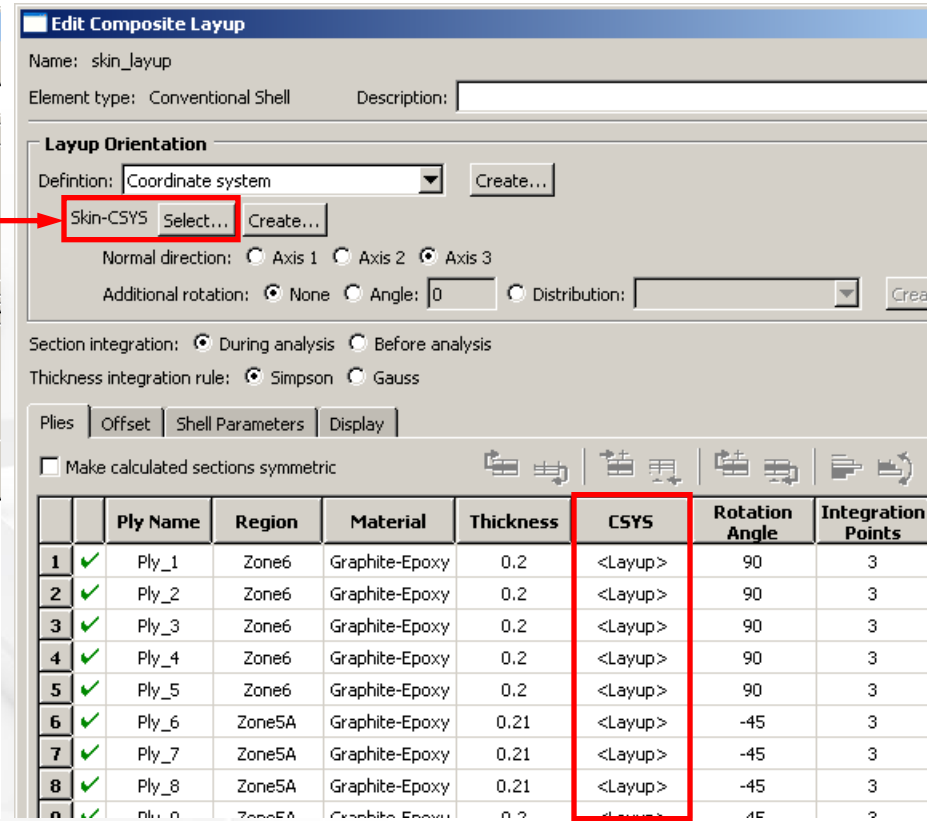 Edit Composite Layup
Name: skin_layup
Element type: Conventional Shell Description:
Layup Orientation
Defintion: Coordinate system Create...
Skin-CSYS Select... Create...
Normal direction: Axis 1 Axis 2 Axis 3
Additional rotation: None Angle: 0 Distribution:
Section integration: During analysis Before analysis
Thickness integration rule: Simpson Gauss
Plies Offset Shell Parameters Display
Make calculated sections symmetric
Ply Name Region Material Thickness CSYS Rotation Angle Integration Points
1 Ply_1 Zone6 Graphite-Epoxy 0.2 <Layup> 90 3
2 Ply_2 Zone6 Graphite-Epoxy 0.2 <Layup> 90 3
3 Ply_3 Zone6 Graphite-Epoxy 0.2 <Layup> 90 3
4 Ply_4 Zone6 Graphite-Epoxy 0.2 <Layup> 90 3
5 Ply_5 Zone6 Graphite-Epoxy 0.2 <Layup> 90 3
6 Ply_6 Zone5A Graphite-Epoxy 0.21 <Layup> -45 3
7 Ply_7 Zone5A Graphite-Epoxy 0.21 <Layup> -45 3
8 Ply_8 Zone5A Graphite-Epoxy 0.21 <Layup> -45 3